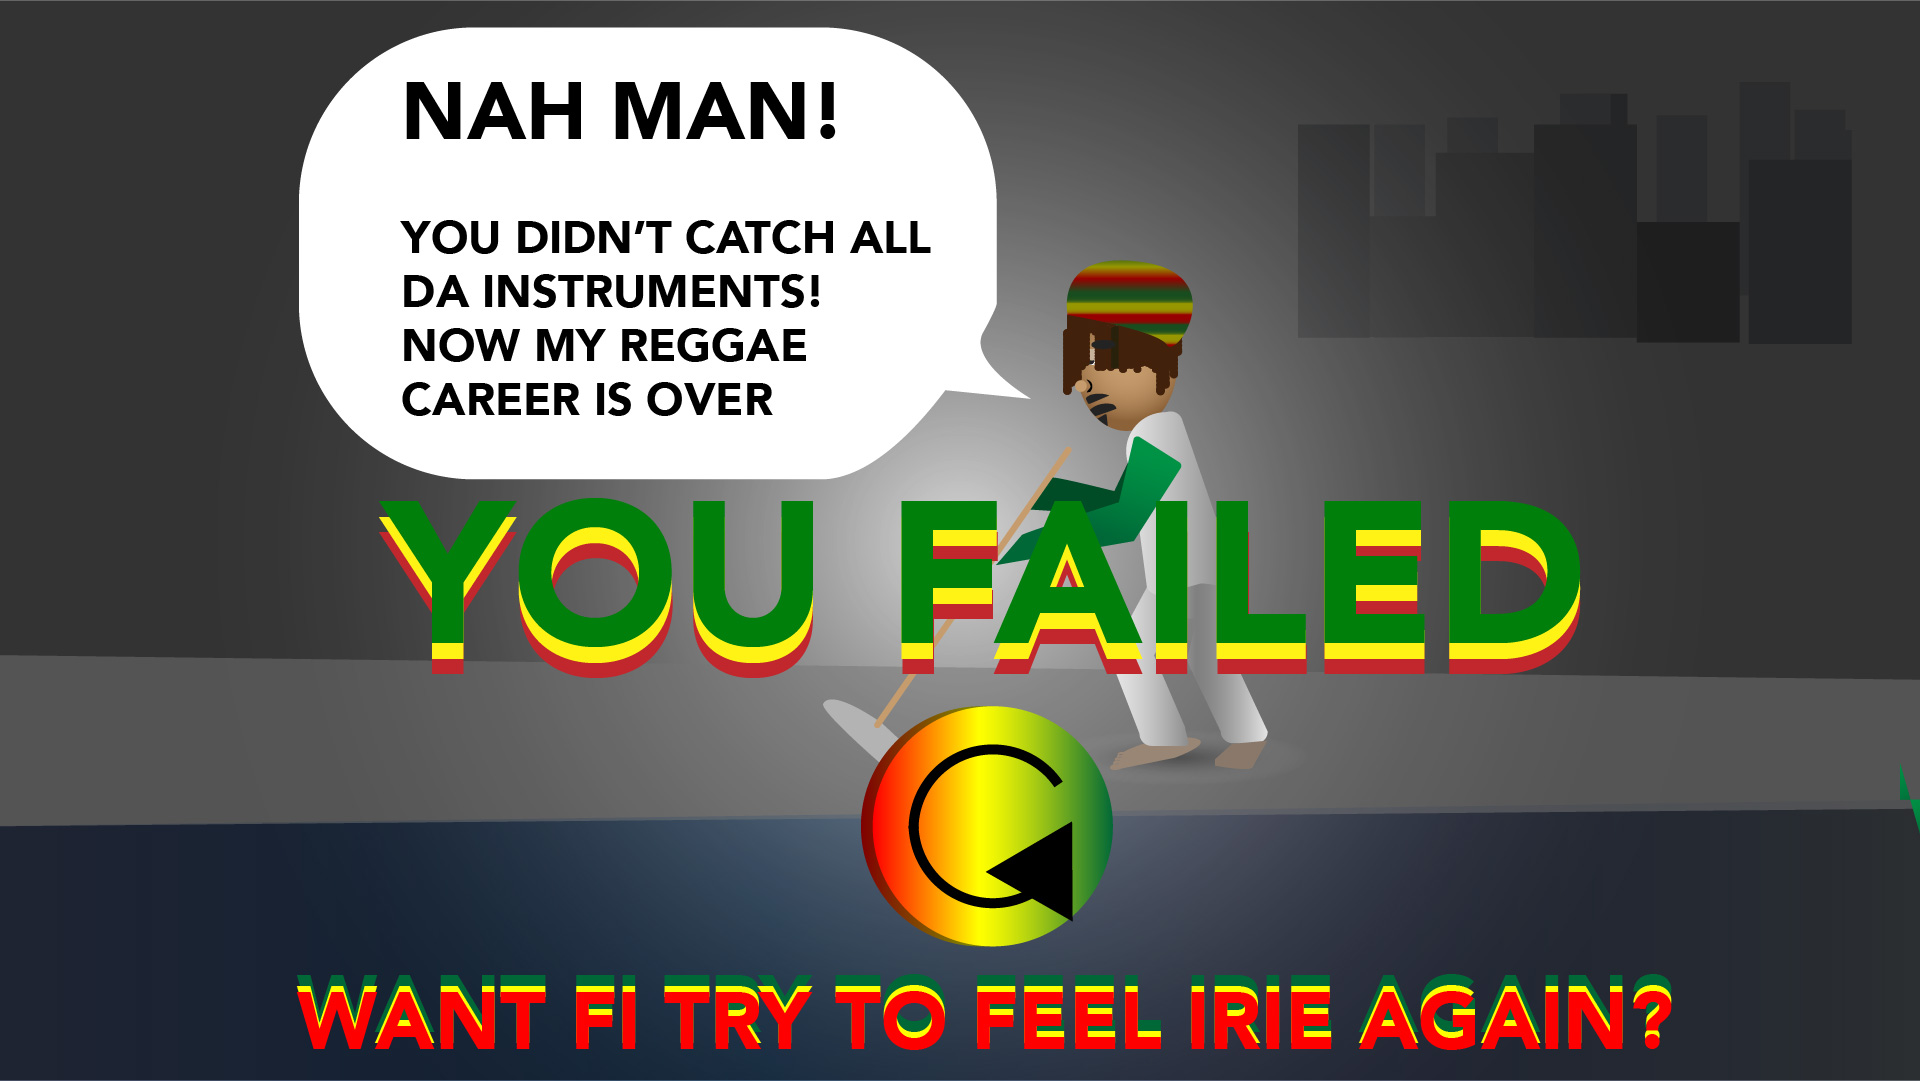 NAH MAN!
YOU DIDN’T CATCH ALL
DA INSTRUMENTS!
NOW MY REGGAE
CAREER IS OVER
YOU FAILED
WANT FI TRY TO FEEL IRIE AGAIN?